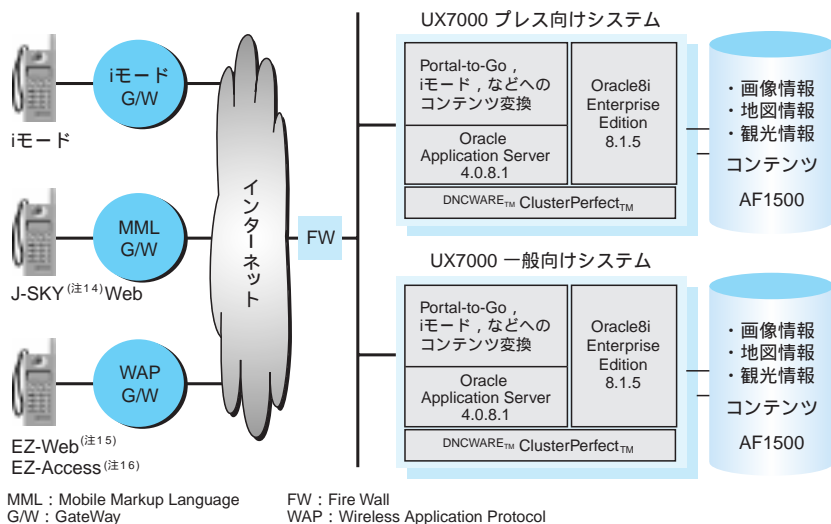 iモード
iモード
G/W
J-SKY(注14)Web
MML
G/W
EZ-Web(注15)
EZ-Access(注16)
WAP
G/W
インターネット
FW
UX7000 プレス向けシステム
Portal-to-Go,
iモード,などへの
コンテンツ変換
Oracle
Application Server
4.0.8.1
Oracle8i
Enterprise
Edition
8.1.5
DNCWARE™ ClusterPerfect™
・画像情報
・地図情報
・観光情報
コンテンツ
AF1500
UX7000 一般向けシステム
Portal-to-Go,
iモード,などへの
コンテンツ変換
Oracle
Application Server
4.0.8.1
Oracle8i
Enterprise
Edition
8.1.5
DNCWARE™ ClusterPerfect™
・画像情報
・地図情報
・観光情報
コンテンツ
AF1500
MML:Mobile Markup Language
FW:Fire Wall
G/W:GateWay
WAP:Wireless Application Protocol